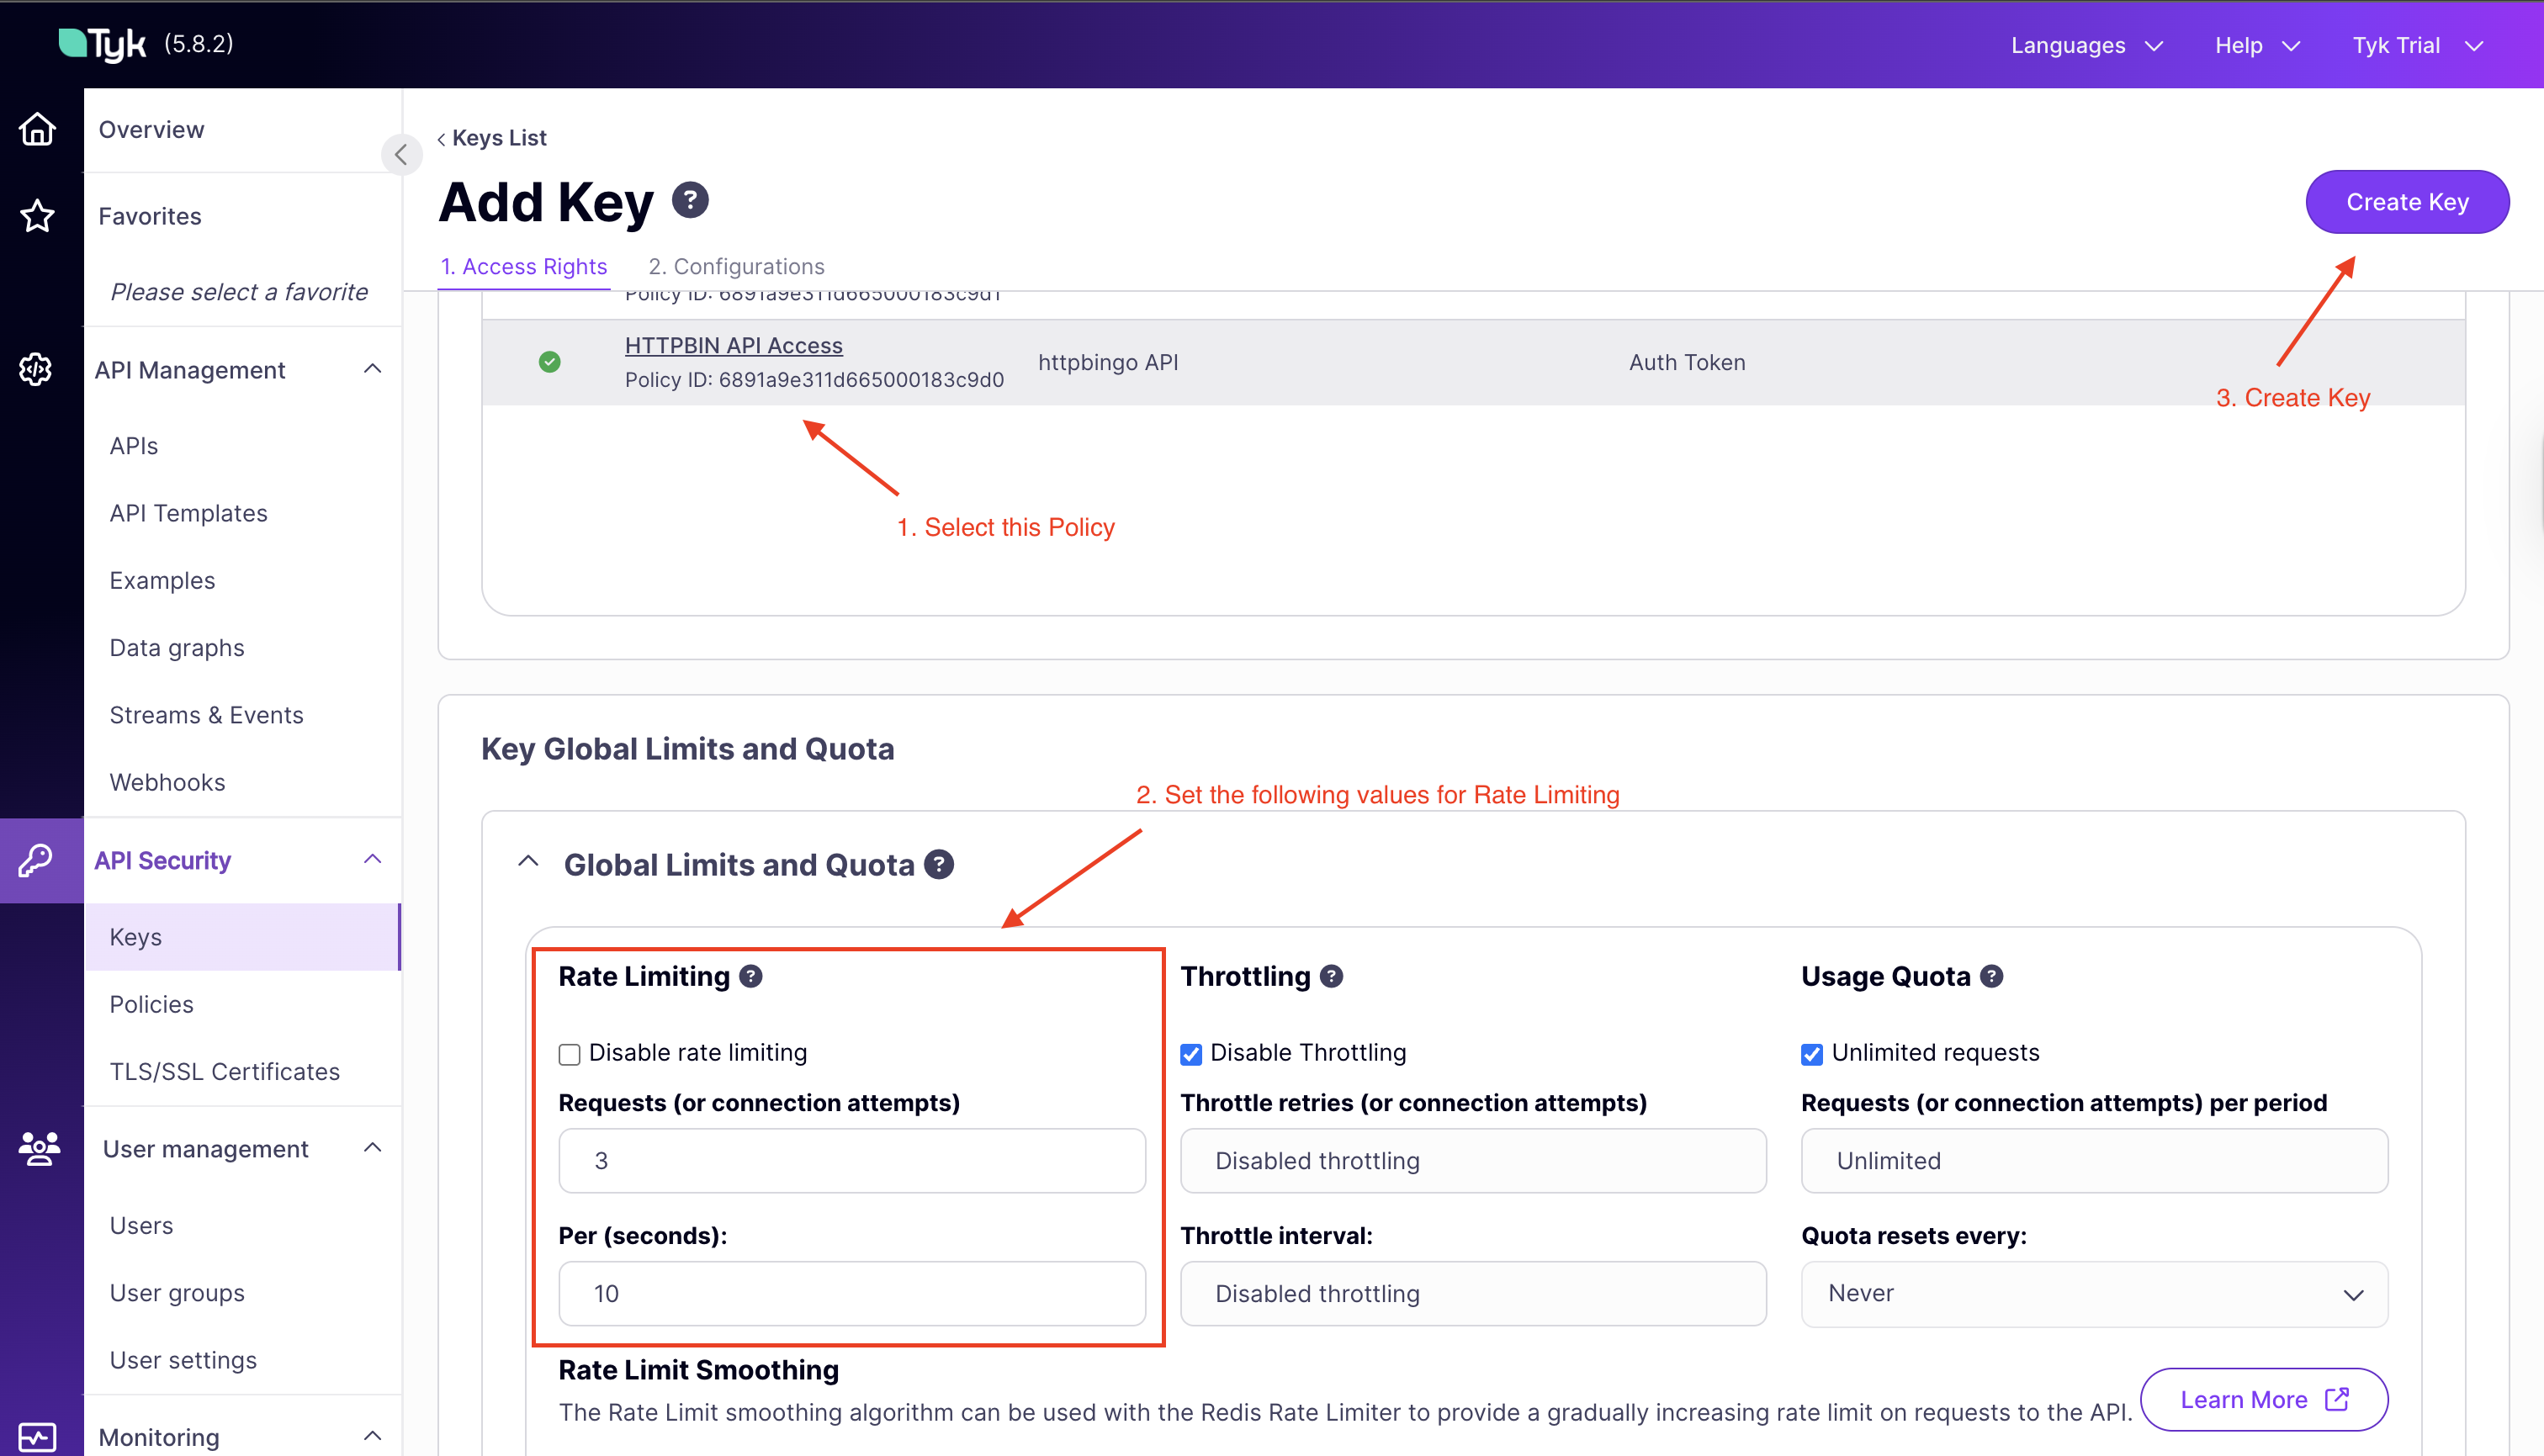 Tyk (5.8.2)
Languages
Help
Tyk Trial
Overview
Favorites
Please select a favorite
API Management
APIs
API Templates
Examples
Data graphs
Streams & Events
Webhooks
API Security
Keys
Policies
TLS/SSL Certificates
User management
Users
User groups
User settings
Monitoring
Keys List
Add Key ?
Create Key
1. Access Rights
2. Configurations
Policy ID: 6891a9e311d665000183c9d1
HTTPBIN API Access
Policy ID: 6891a9e311d665000183c9d0
httpbingo API
Auth Token
3. Create Key
1. Select this Policy
Key Global Limits and Quota
2. Set the following values for Rate Limiting
Global Limits and Quota ?
Rate Limiting ?
Disable rate limiting
Requests (or connection attempts)
3
Per (seconds):
10
Throttling ?
Disable Throttling
Throttle retries (or connection attempts)
Disabled throttling
Throttle interval:
Disabled throttling
Usage Quota ?
Unlimited requests
Requests (or connection attempts) per period
Unlimited
Quota resets every:
Never
Rate Limit Smoothing
The Rate Limit smoothing algorithm can be used with the Redis Rate Limiter to provide a gradually increasing rate limit on requests to the API.
Learn More